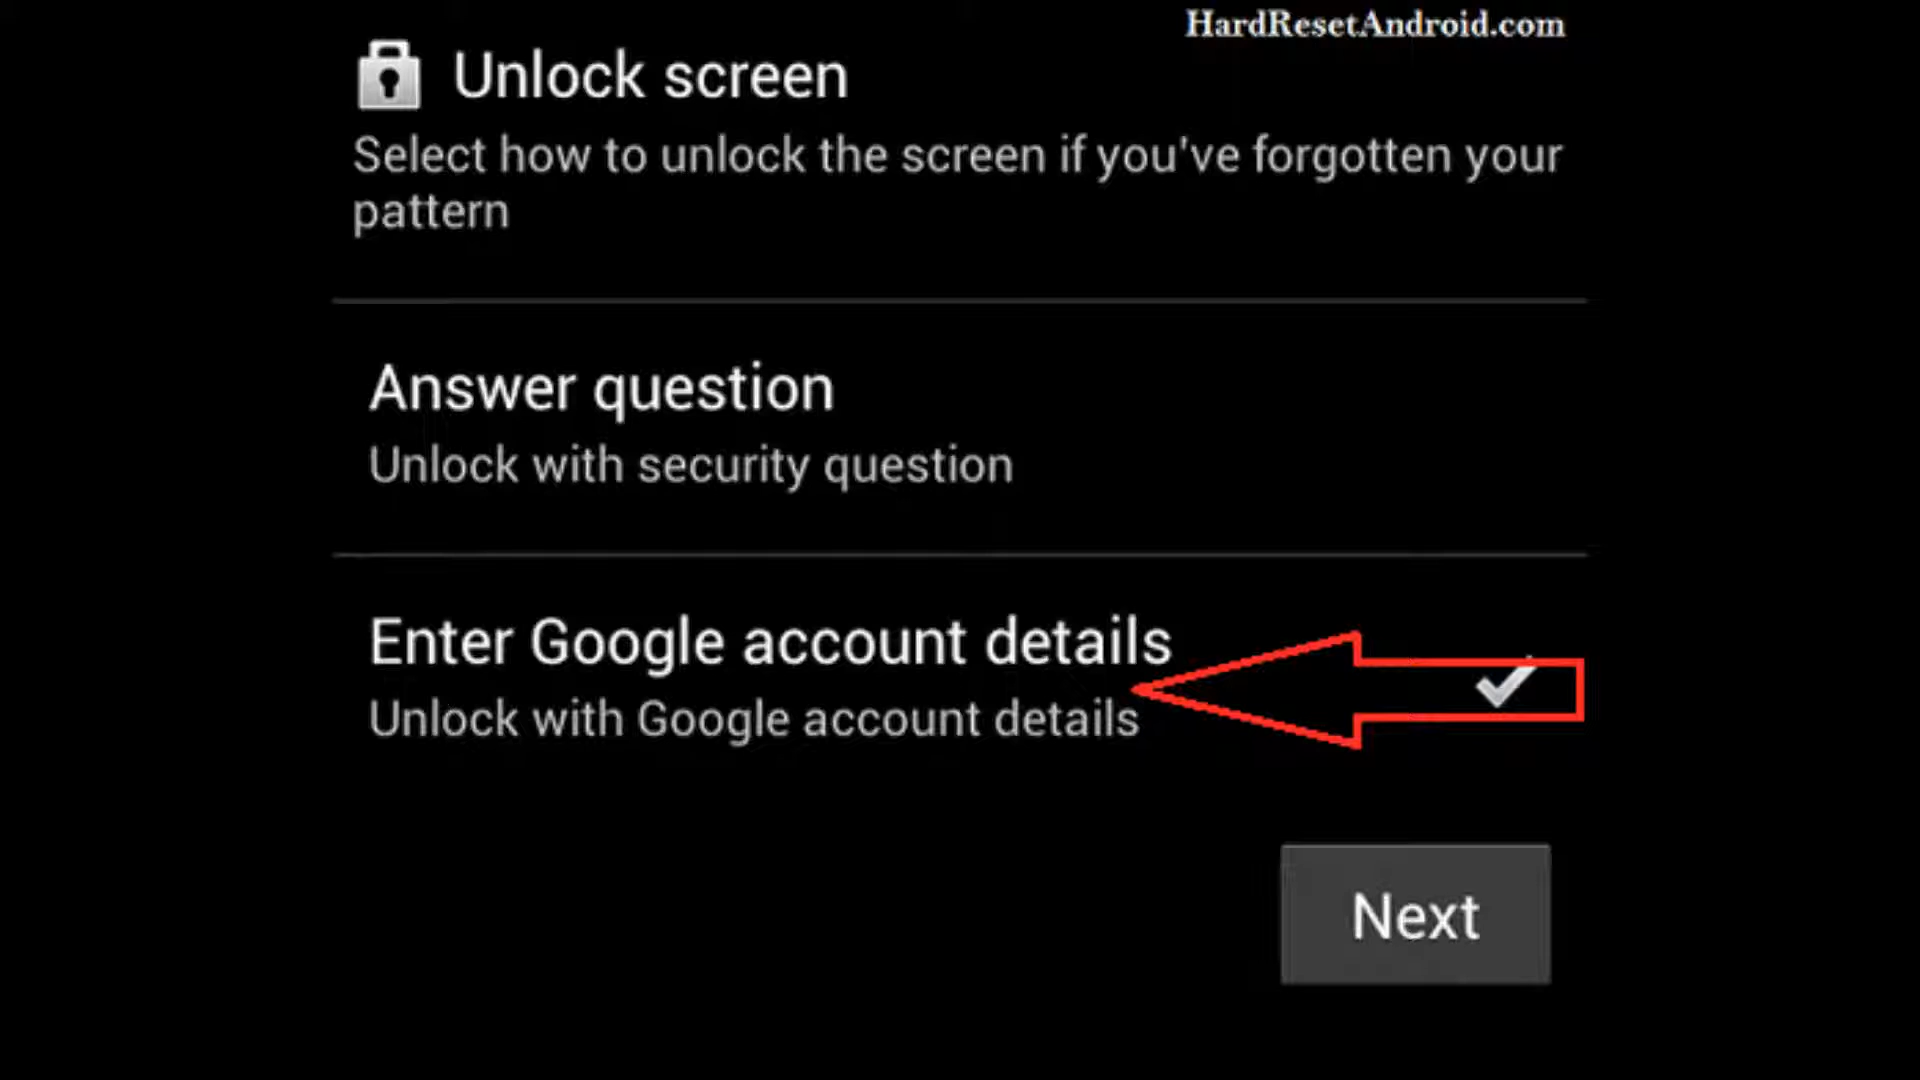 HardResetAndroid.com
Unlock screen
Select how to unlock the screen if you've forgotten your
pattern
Answer question
Unlock with security question
Enter Google account details
Unlock with Google account details
Next